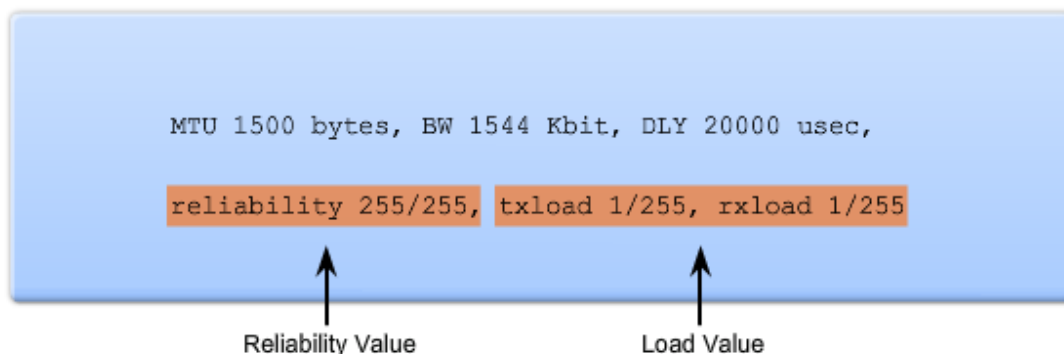 MTU 1500 bytes, BW 1544 Kbit, DLY 20000 usec,
reliability 255/255, txload 1/255, rxload 1/255
Reliability Value Load Value